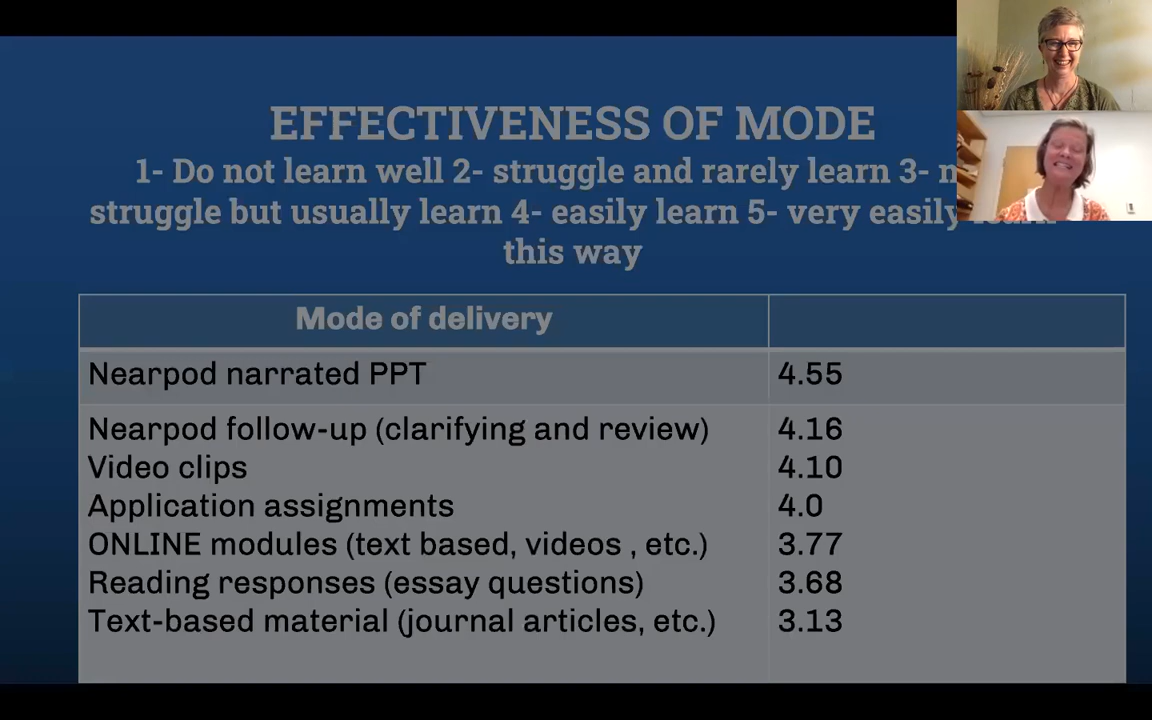 EFFECTIVENESS OF MODE
1- Do not learn well 2- struggle and rarely learn 3-
struggle but usually learn 4- easily learn 5- very easily
this way
Mode of delivery
Nearpod narrated PPT 4.55
Nearpod follow-up (clarifying and review) 4.16
Video clips 4.10
Application assignments 4.0
ONLINE modules (text based, videos , etc.) 3.77
Reading responses (essay questions) 3.68
Text-based material (journal articles, etc.) 3.13